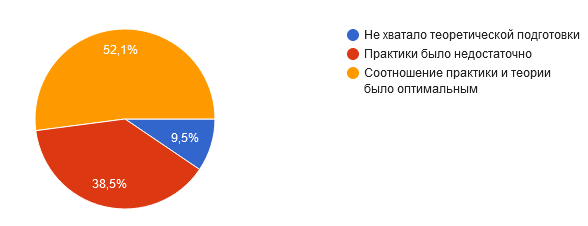 52,1%
9,5%
38,5%
Не хватало теоретической подготовки
Практики было недостаточно
Соотношение практики и теории
было оптимальным